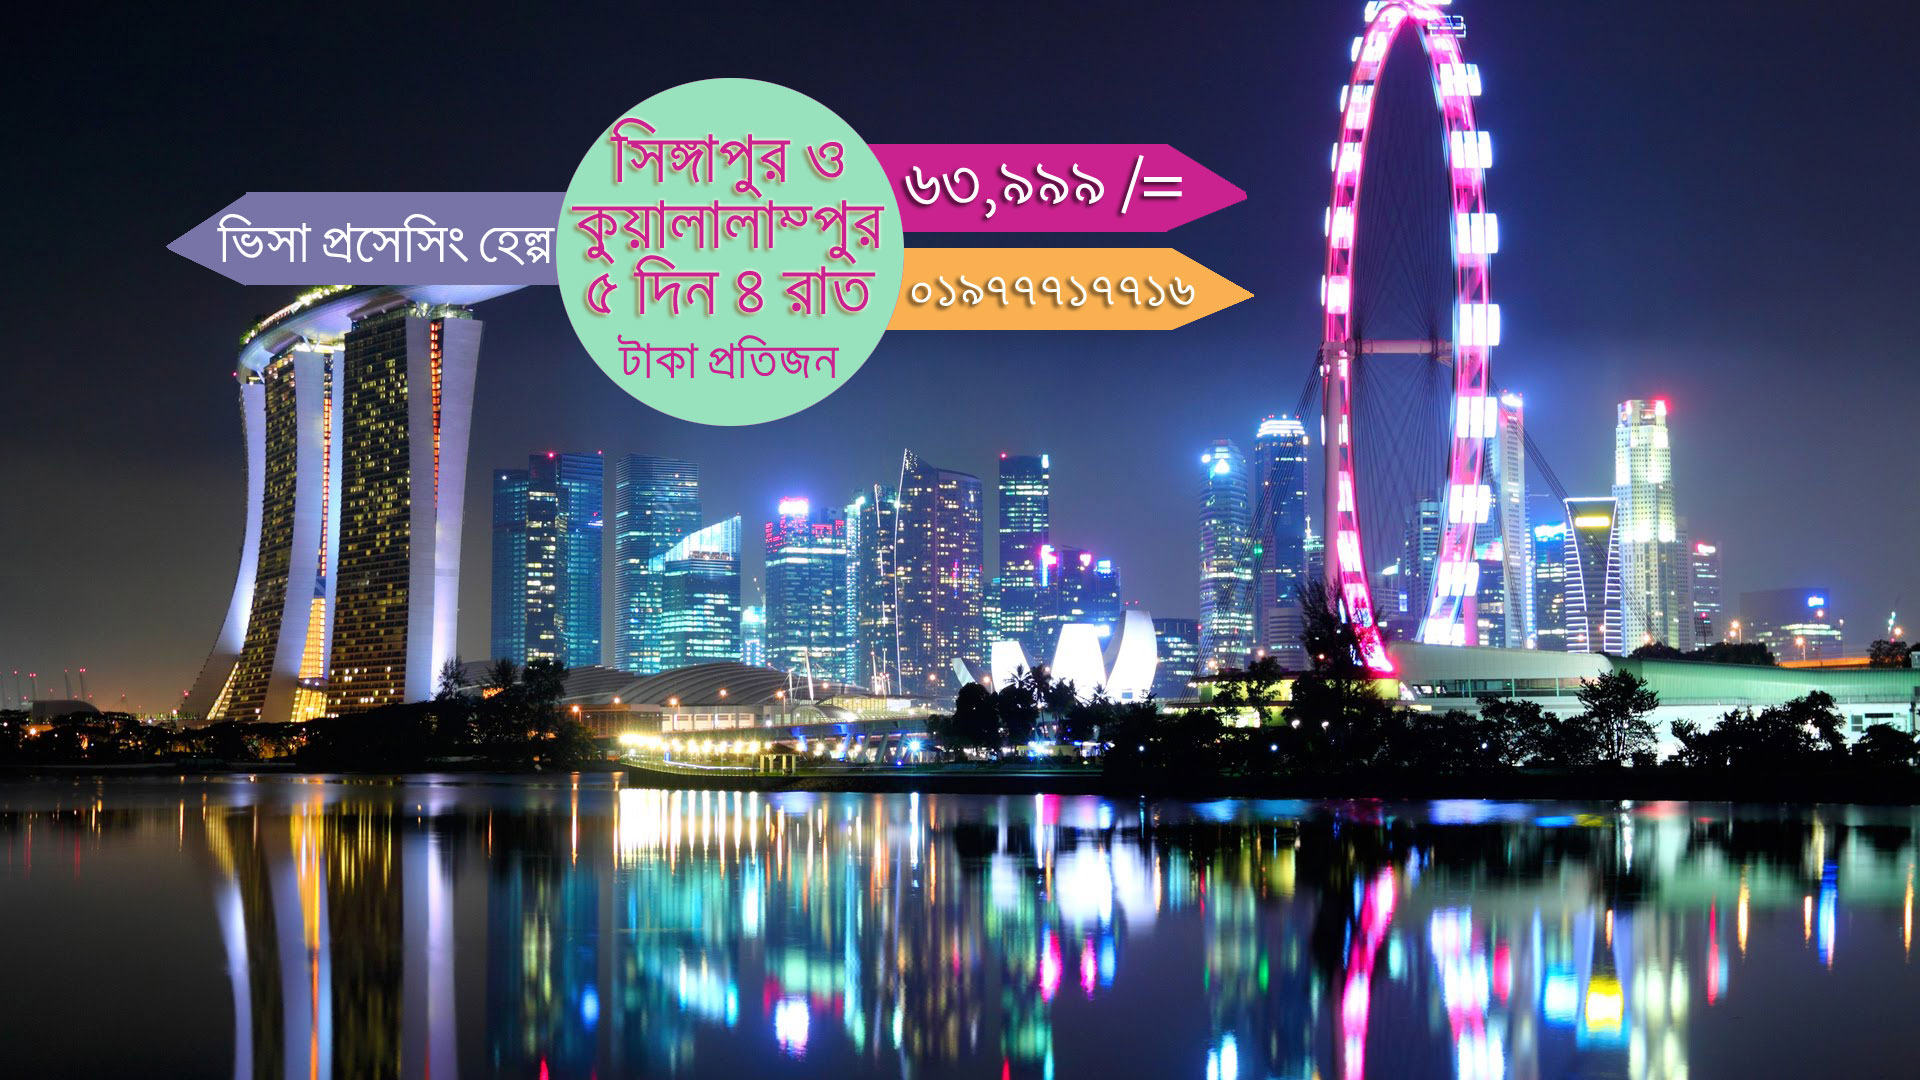 ভিসা প্রসেসিং হেল্প
সিঙ্গাপুর ও
কুয়ালালাম্পুর
৫ দিন ৪ রাত
টাকা প্রতিজন
৬৩,৯৯৯ /=
০১৯৭৭৭১৭৭১৬